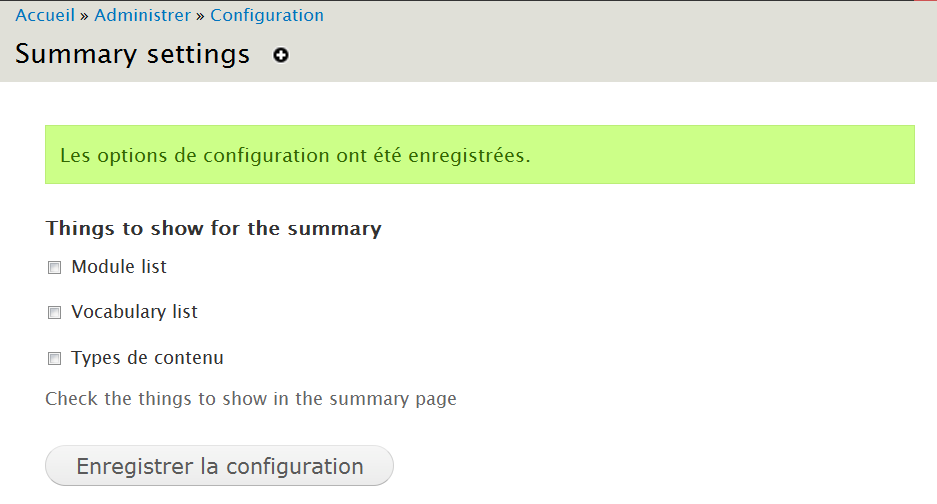 Accueil » Administrer » Configuration
Summary settings
Les options de configuration ont été enregistrées.
Things to show for the summary
Module list
Vocabulary list
Types de contenu
Check the things to show in the summary page
Enregistrer la configuration